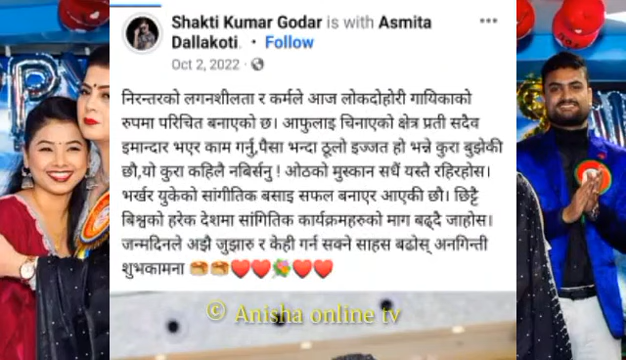 Shakti Kumar Godar is with Asmita
Dallakoti. • Follow
Oct 2, 2022 ·
निरन्तरको लगनशीलता र कर्मले आज लोकदोहोरी गायिकाको
रुपमा परिचित बनाएको छ। आफुलाइ चिनाएको क्षेत्र प्रती सदैव
इमान्दार भएर काम गर्नु,पैसा भन्दा ठूलो इज्जत हो भन्ने कुरा बुझेकी
छौ,यो कुरा कहिलै नबिर्सनु ! ओठको मुस्कान सधैं यस्तै रहिरहोस।
भर्खर युकेको सांगीतिक बसाइ सफल बनाएर आएकी छौ। छिट्टै
बिश्वको हरेक देशमा सांगितिक कार्यक्रमहरुको माग बढ्दै जाहोस।
जन्मदिनले अझै जुझारु र केही गर्न सक्ने साहस बढोस् अनगिन्ती
शुभकामना 🥞🥞❤️❤️💐❤️❤️
© Anisha online tv